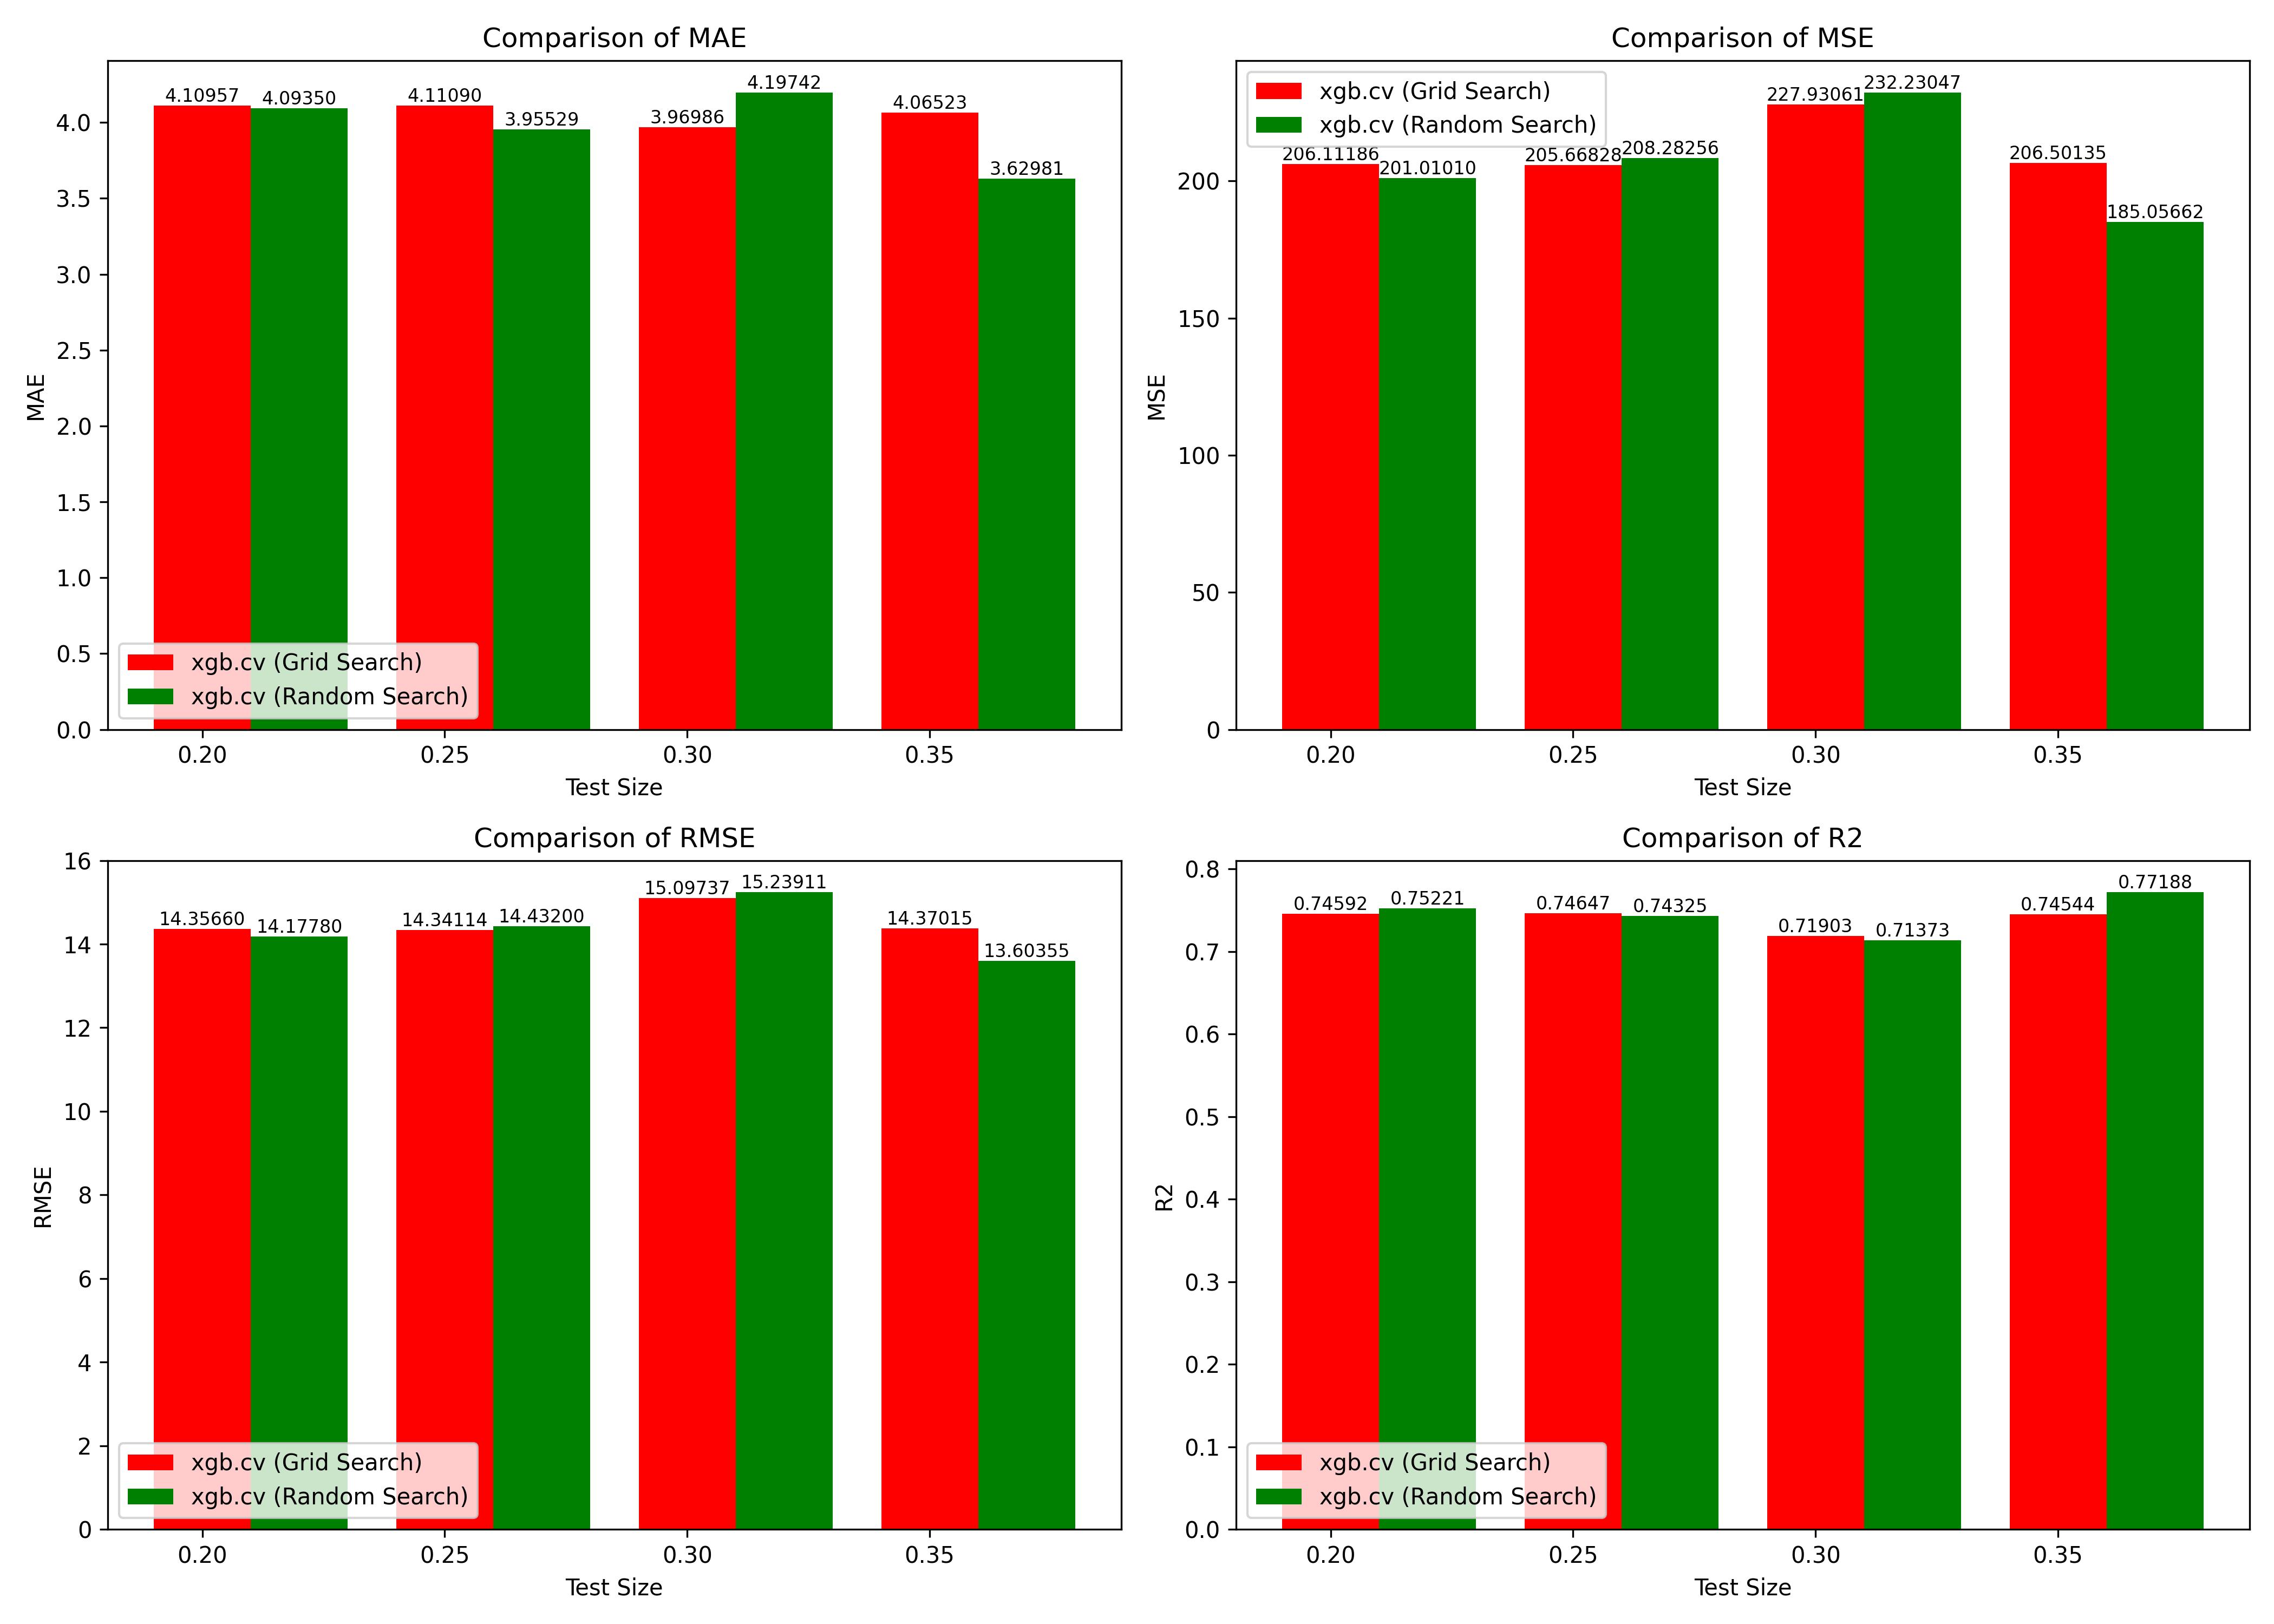 Comparison of MAE
4.10957 4.09350 4.11090 3.95529 3.96986 4.19742 4.06523 3.62981
MAE
4.0
3.5
3.0
2.5
2.0
1.5
1.0
0.5
0.0
xgb.cv (Grid Search)
xgb.cv (Random Search)
0.20 0.25 0.30 0.35
Test Size
Comparison of MSE
xgb.cv (Grid Search)
xgb.cv (Random Search)
206.11186 201.01010 205.66828 208.28256 227.93061 232.23047 206.50135 185.05662
MSE
200
150
100
50
0
0.20 0.25 0.30 0.35
Test Size
Comparison of RMSE
14.35660 14.17780 14.34114 14.43200 15.09737 15.23911 14.37015 13.60355
RMSE
16
14
12
10
8
6
4
2
0
xgb.cv (Grid Search)
xgb.cv (Random Search)
0.20 0.25 0.30 0.35
Test Size
Comparison of R2
0.74592 0.75221 0.74647 0.74325 0.71903 0.71373 0.74544 0.77188
R2
0.8
0.7
0.6
0.5
0.4
0.3
0.2
0.1
0.0
xgb.cv (Grid Search)
xgb.cv (Random Search)
0.20 0.25 0.30 0.35
Test Size